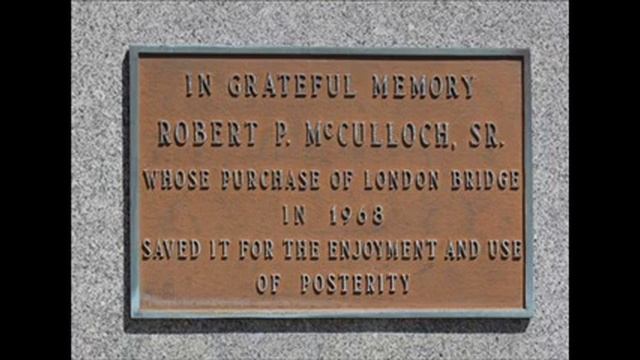 IN GRATEFUL MEMORY
ROBERT P. McCULLOCH, SR.
WHOSE PURCHASE OF LONDON BRIDGE
IN 1968
SAVED IT FOR THE ENJOYMENT AND USE
OF POSTERITY